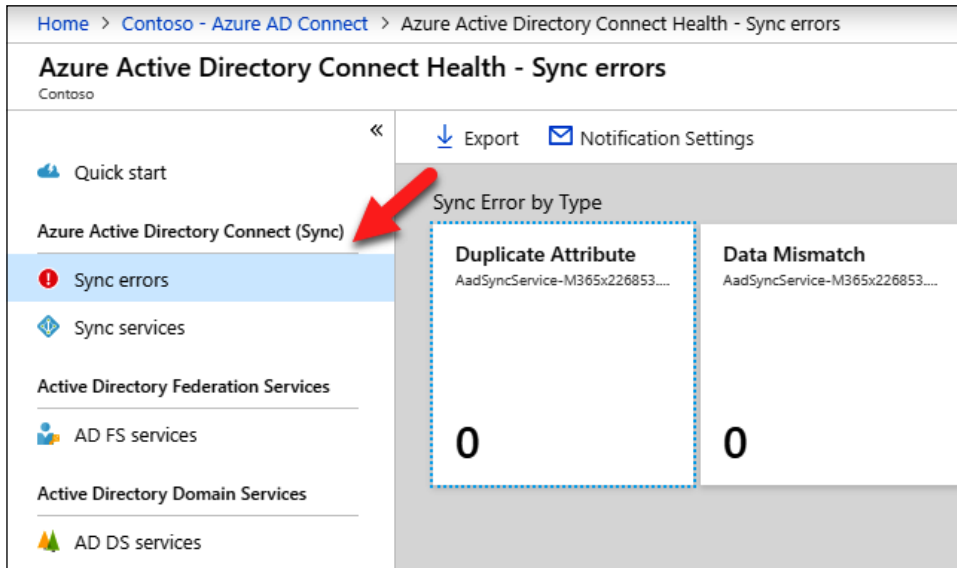 Home > Contoso - Azure AD Connect > Azure Active Directory Connect Health - Sync errors
Azure Active Directory Connect Health - Sync errors
Contoso
«
Export Notification Settings
Quick start
Azure Active Directory Connect (Sync)
Sync errors
Sync services
Active Directory Federation Services
AD FS services
Active Directory Domain Services
AD DS services
Sync Error by Type
Duplicate Attribute
AadSyncService-M365x226853....
0
Data Mismatch
AadSyncService-M365x226853....
0